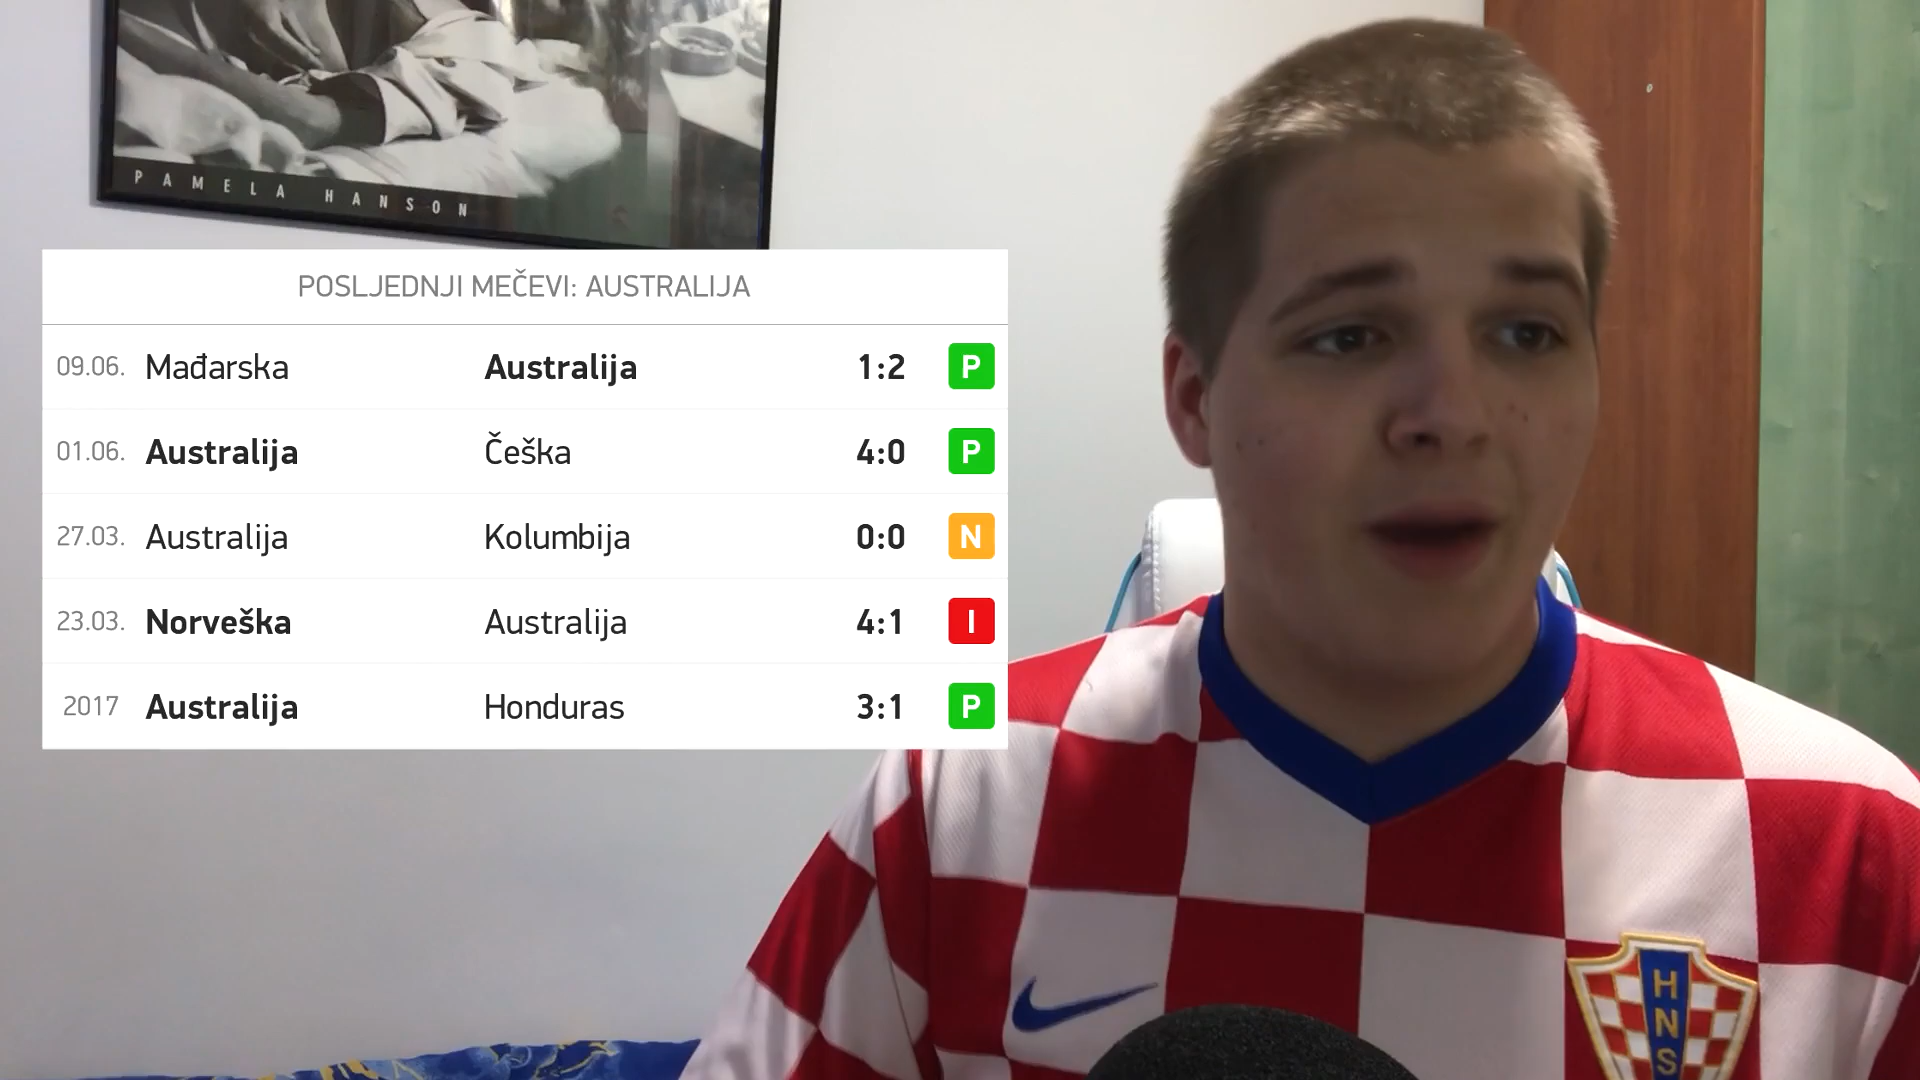 PAMELA HANSON
POSLJEDNJI MEČEVI: AUSTRALIJA
09.06. Mađarska Australija 1:2 P
01.06. Australija Češka 4:0 P
27.03. Australija Kolumbija 0:0 N
23.03. Norveška Australija 4:1 I
2017 Australija Honduras 3:1 P
HNS